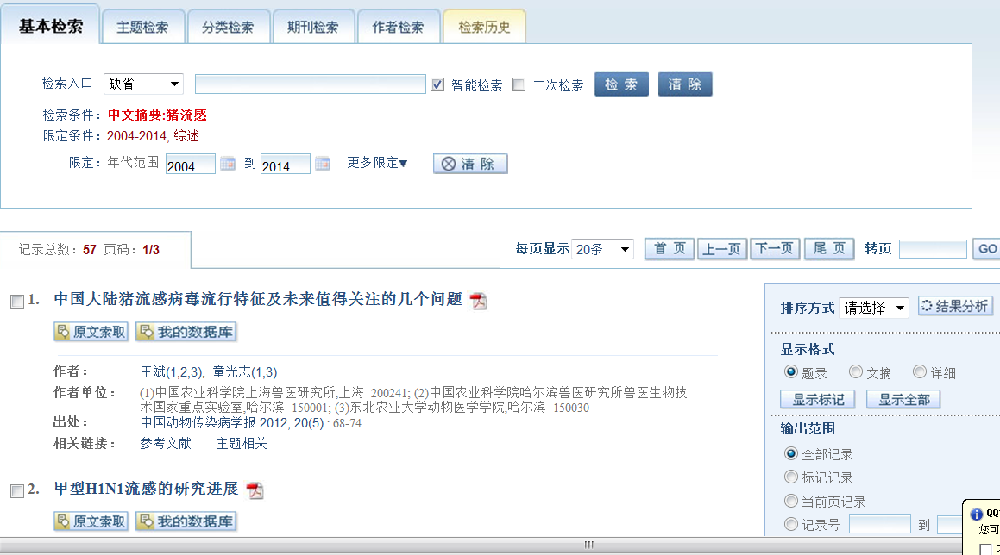 基本检索 主题检索 分类检索 期刊检索 作者检索 检索历史
检索入口 缺省 智能检索 二次检索 检 索 清 除
检索条件：中文摘要:猪流感
限定条件：2004-2014; 综述
限定：年代范围 2004 到 2014 更多限定 清 除
记录总数：57 页码：1/3 每页显示 20条 首 页 上一页 下一页 尾 页 转页 GO
1. 中国大陆猪流感病毒流行特征及未来值得关注的几个问题
原文索取 我的数据库
作者： 王斌(1,2,3); 童光志(1,3)
作者单位： (1)中国农业科学院上海兽医研究所,上海 200241; (2)中国农业科学院哈尔滨兽医研究所兽医生物技
术国家重点实验室,哈尔滨 150001; (3)东北农业大学动物医学学院,哈尔滨 150030
出处： 中国动物传染病学报 2012; 20(5) : 68-74
相关链接： 参考文献 主题相关
2. 甲型H1N1流感的研究进展
原文索取 我的数据库
排序方式 请选择 结果分析
显示格式
题录 文摘 详细
显示标记 显示全部
输出范围
全部记录
标记记录
当前页记录
记录号 到
QQ
您可